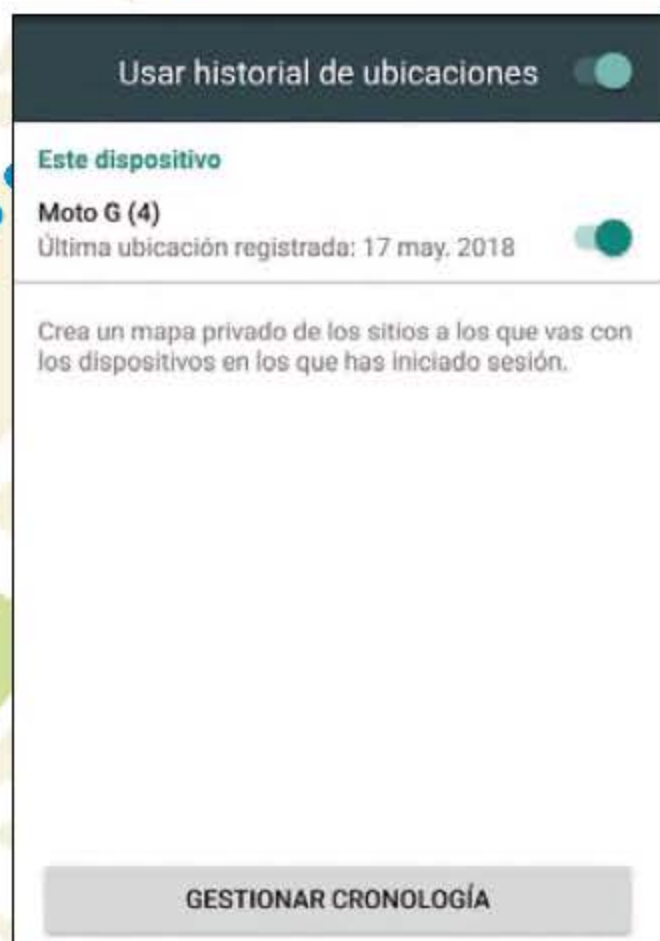 Usar historial de ubicaciones
Este dispositivo
Moto G (4)
Última ubicación registrada: 17 may. 2018
Crea un mapa privado de los sitios a los que vas con
los dispositivos en los que has iniciado sesión.
GESTIONAR CRONOLOGÍA